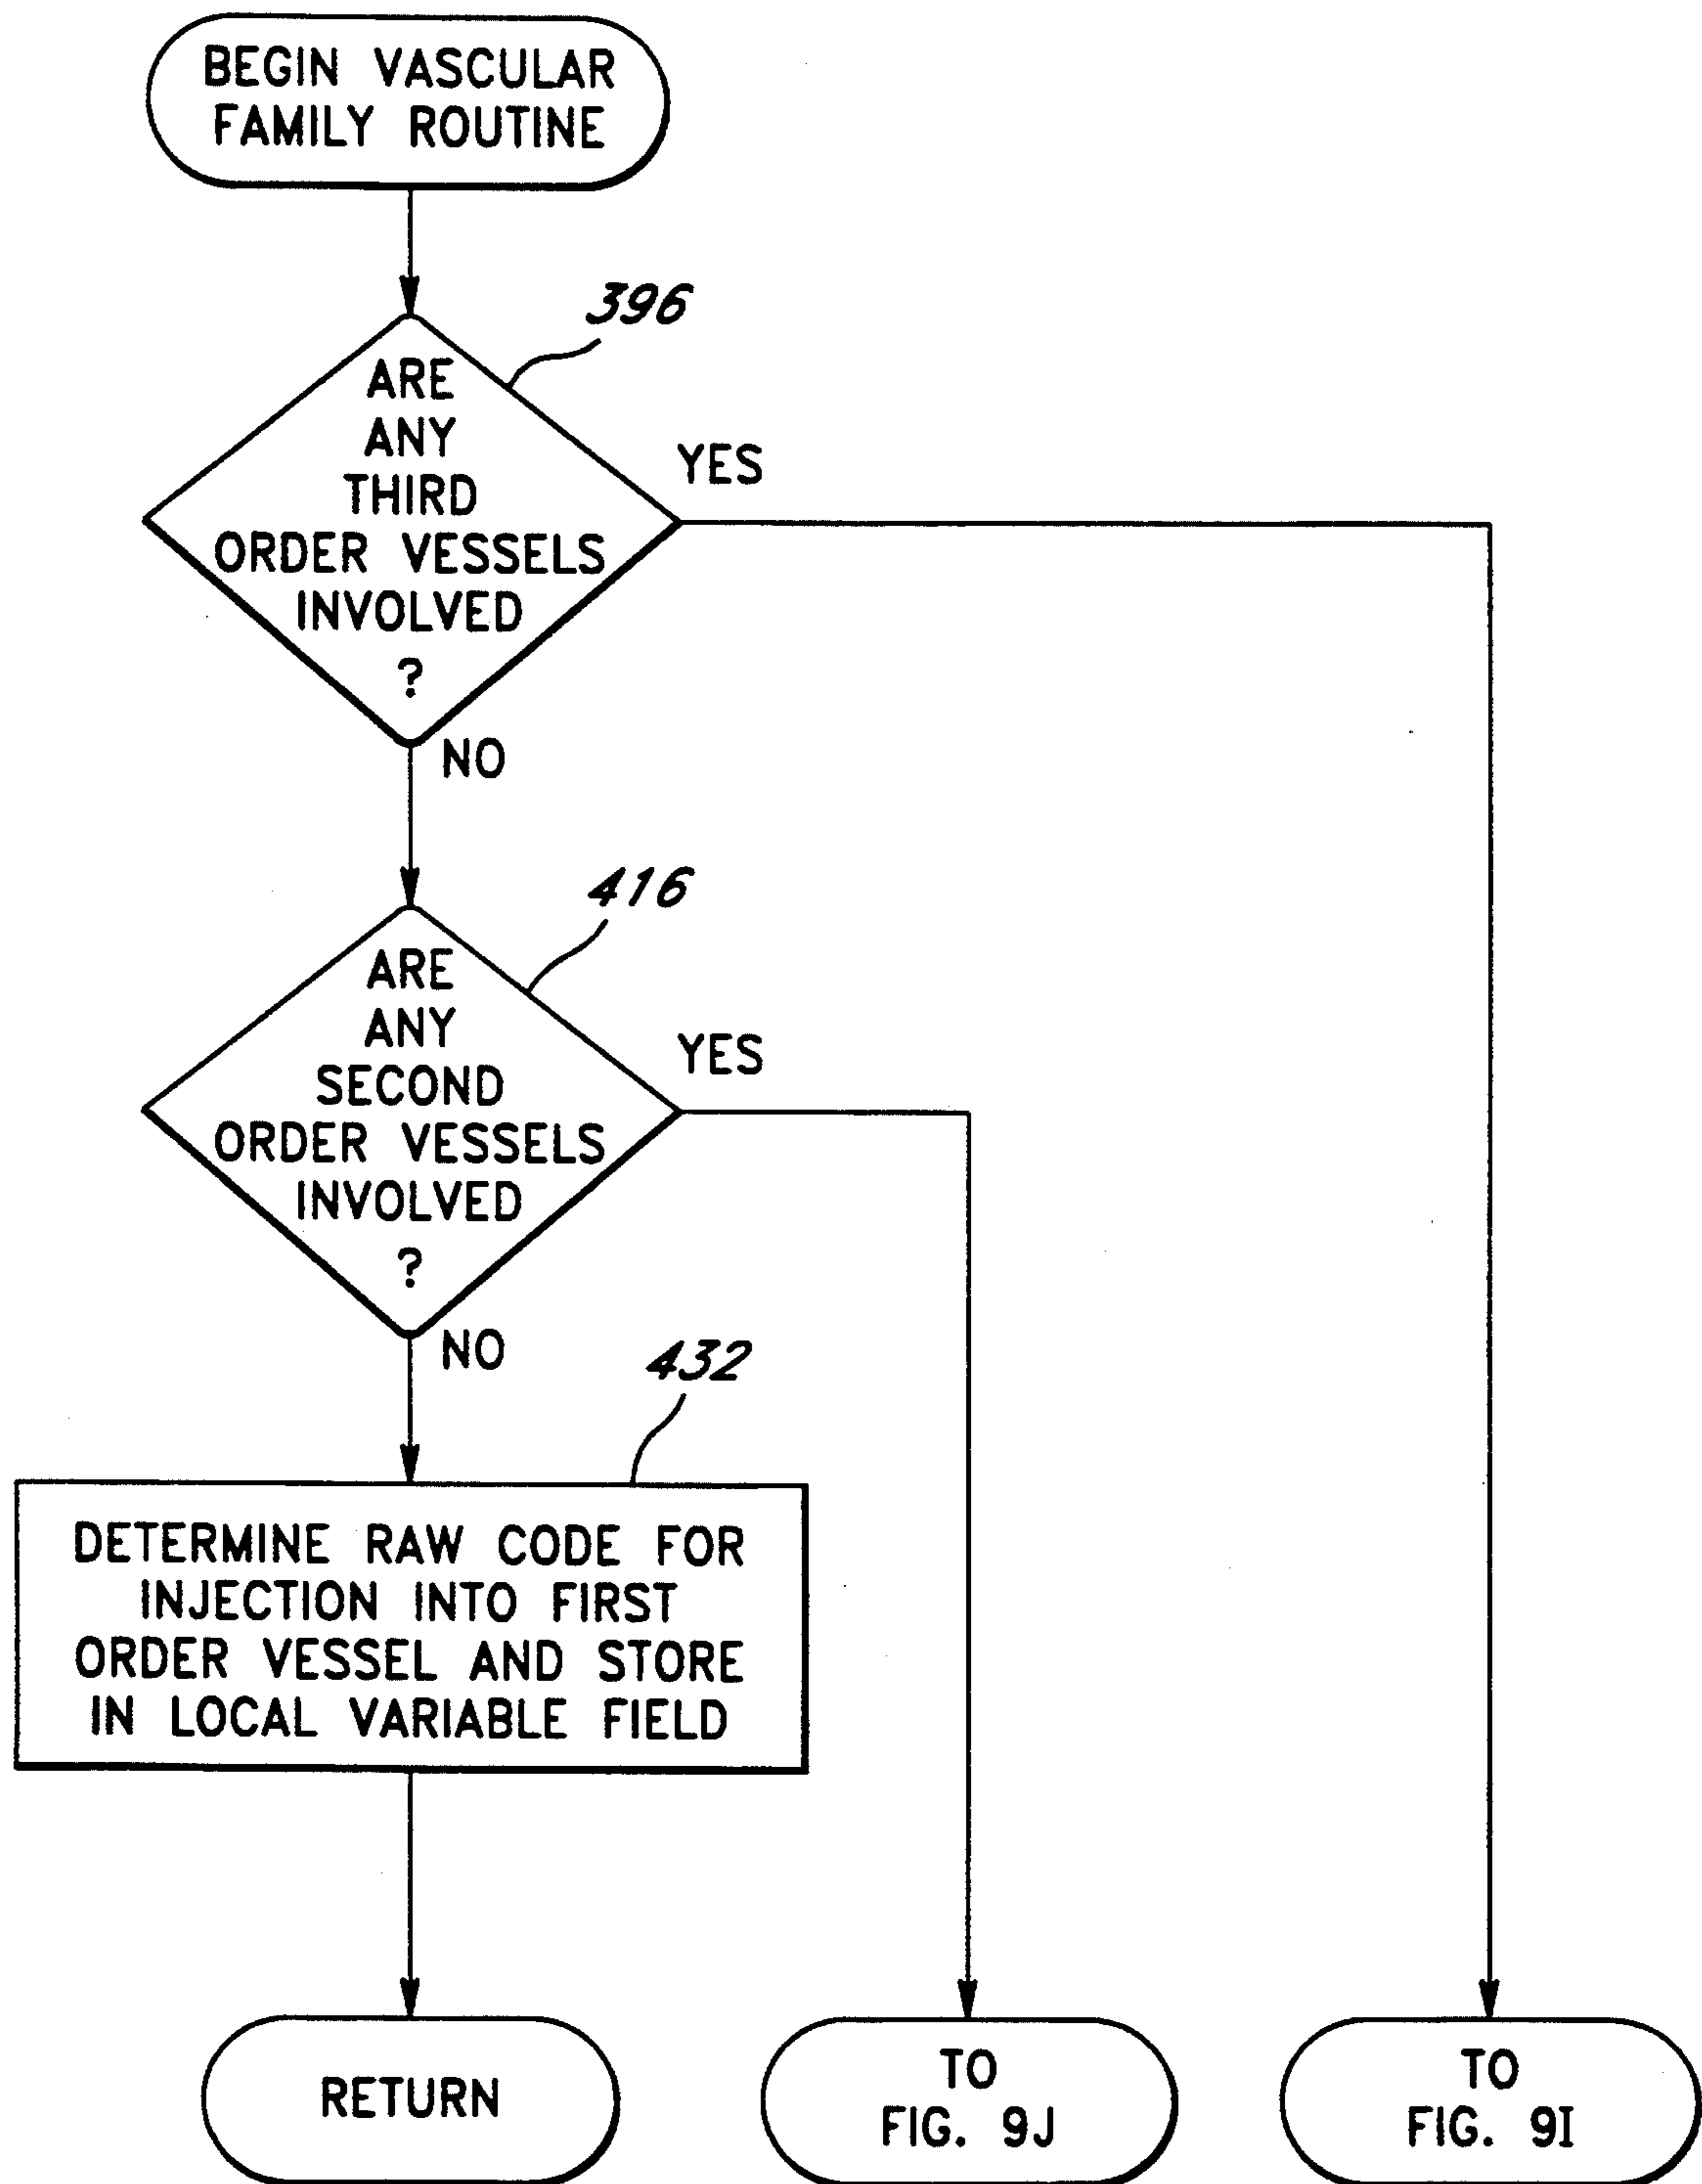 BEGIN VASCULAR
FAMILY ROUTINE
396
ARE
ANY
THIRD
ORDER VESSELS
INVOLVED
?
YES
NO
416
ARE
ANY
SECOND
ORDER VESSELS
INVOLVED
?
YES
NO
432
DETERMINE RAW CODE FOR
INJECTION INTO FIRST
ORDER VESSEL AND STORE
IN LOCAL VARIABLE FIELD
RETURN
TO
FIG. 9J
TO
FIG. 9I